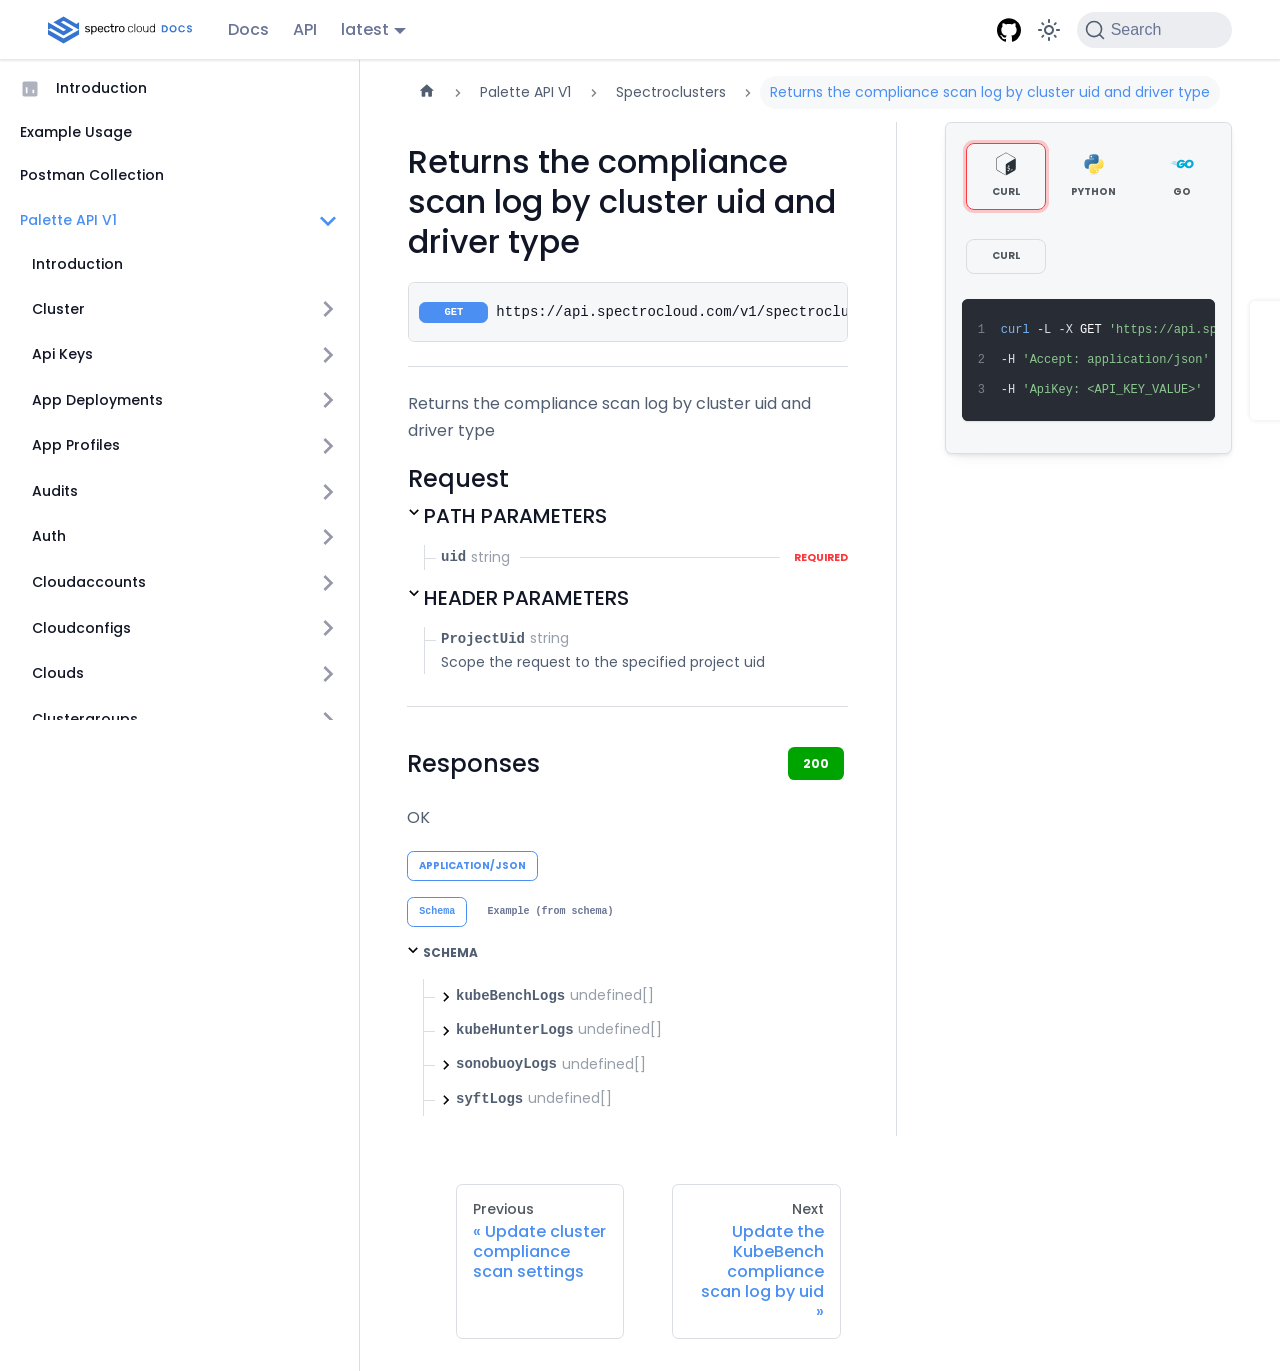 spectro cloud DOCS
Docs
API
latest
Search
Introduction
Example Usage
Postman Collection
Palette API V1
Introduction
Cluster
Api Keys
App Deployments
App Profiles
Audits
Auth
Cloudaccounts
Cloudconfigs
Clouds
Clustergroups
Palette API V1
Spectroclusters
Returns the compliance scan log by cluster uid and driver type
Returns the compliance
scan log by cluster uid and
driver type
GET https://api.spectrocloud.com/v1/spectroclu
Returns the compliance scan log by cluster uid and
driver type
Request
PATH PARAMETERS
uid string REQUIRED
HEADER PARAMETERS
ProjectUid string
Scope the request to the specified project uid
Responses
200
OK
APPLICATION/JSON
Schema
Example (from schema)
SCHEMA
kubeBenchLogs undefined[]
kubeHunterLogs undefined[]
sonobuoyLogs undefined[]
syftLogs undefined[]
Previous
« Update cluster
compliance
scan settings
Next
Update the
KubeBench
compliance
scan log by uid
»
CURL
PYTHON
GO
GO
CURL
1 curl -L -X GET 'https://api.sp
2 -H 'Accept: application/json'
3 -H 'ApiKey: <API_KEY_VALUE>'